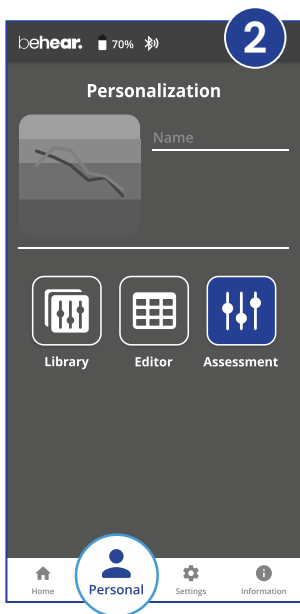 behear. 70%
2
Personalization
Name
Library Editor Assessment
Home Personal Settings Information